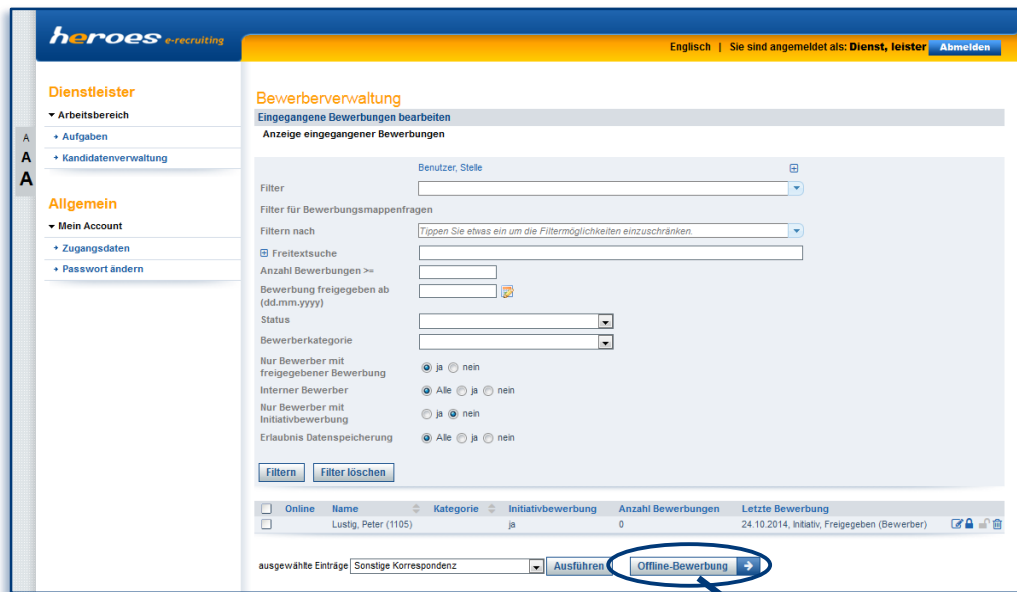 heroes e-recruiting
Englisch | Sie sind angemeldet als: Dienst, leister Abmelden
Dienstleister
Arbeitsbereich
Aufgaben
Kandidatenverwaltung
Allgemein
Mein Account
Zugangsdaten
Passwort ändern
A
A
A
Bewerberverwaltung
Eingegangene Bewerbungen bearbeiten
Anzeige eingegangener Bewerbungen
Benutzer, Stelle
Filter
Filter für Bewerbungsmappenfragen
Filtern nach Tippen Sie etwas ein um die Filtermöglichkeiten einzuschränken.
Freitextsuche
Anzahl Bewerbungen >=
Bewerbung freigegeben ab
(dd.mm.yyyy)
Status
Bewerberkategorie
Nur Bewerber mit
freigegebener Bewerbung ja nein
Interner Bewerber Alle ja nein
Nur Bewerber mit
Initiativbewerbung ja nein
Erlaubnis Datenspeicherung Alle ja nein
Filtern Filter löschen
Online Name Kategorie Initiativbewerbung Anzahl Bewerbungen Letzte Bewerbung
Lustig, Peter (1105) ja 0 24.10.2014, Initiativ, Freigegeben (Bewerber)
ausgewählte Einträge Sonstige Korrespondenz Ausführen Offline-Bewerbung